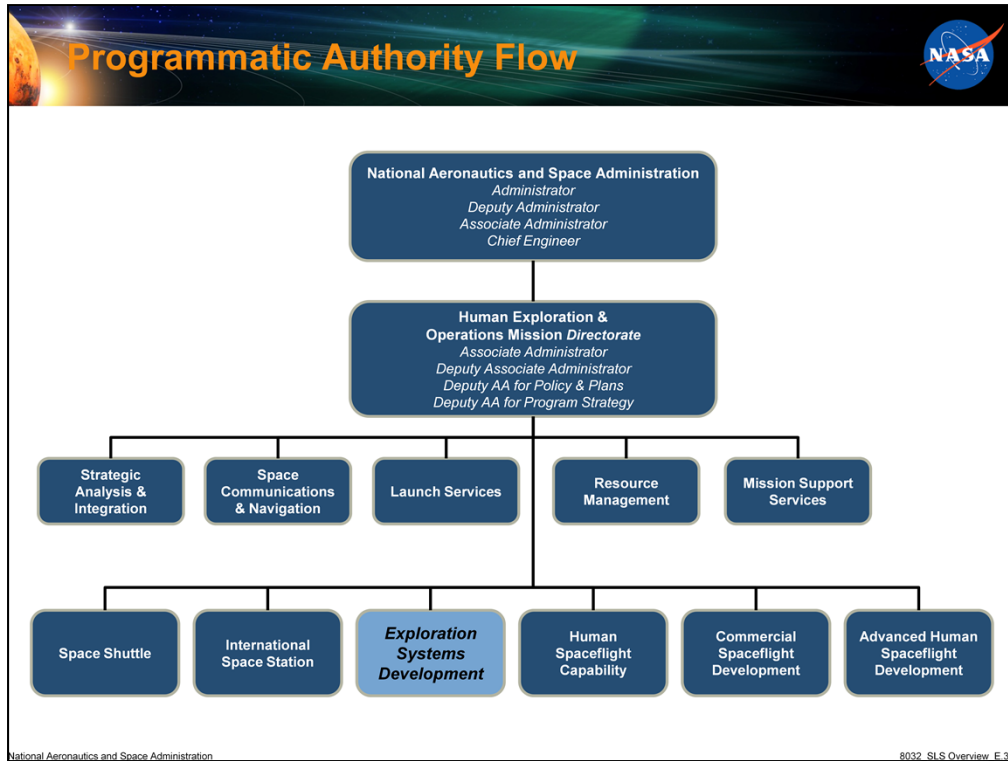 Programmatic Authority Flow
NASA
National Aeronautics and Space Administration
Administrator
Deputy Administrator
Associate Administrator
Chief Engineer
Human Exploration &
Operations Mission Directorate
Associate Administrator
Deputy Associate Administrator
Deputy AA for Policy & Plans
Deputy AA for Program Strategy
Strategic
Analysis &
Integration
Space
Communications
& Navigation
Launch Services
Resource
Management
Mission Support
Services
Space Shuttle
International
Space Station
Exploration
Systems
Development
Human
Spaceflight
Capability
Commercial
Spaceflight
Development
Advanced Human
Spaceflight
Development
National Aeronautics and Space Administration
8032_SLS Overview_E.3